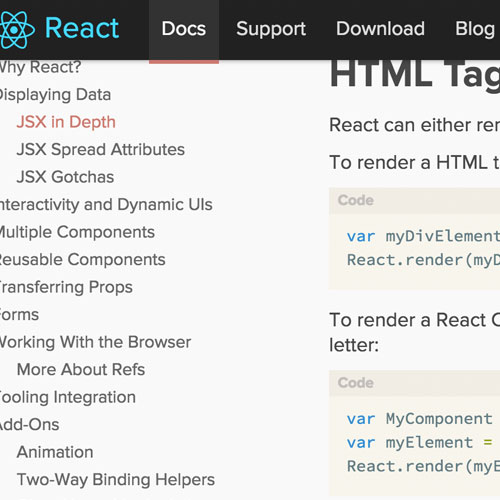 React Docs Support Download Blog
Why React?
Displaying Data
JSX in Depth
JSX Spread Attributes
JSX Gotchas
Interactivity and Dynamic UIs
Multiple Components
Reusable Components
Transferring Props
Forms
Working With the Browser
More About Refs
Tooling Integration
Add-Ons
Animation
Two-Way Binding Helpers
HTML Tag
React can either re
To render a HTML t
Code
var myDivElement
React.render(myD
To render a React C
letter:
Code
var MyComponent
var myElement =
React.render(myE